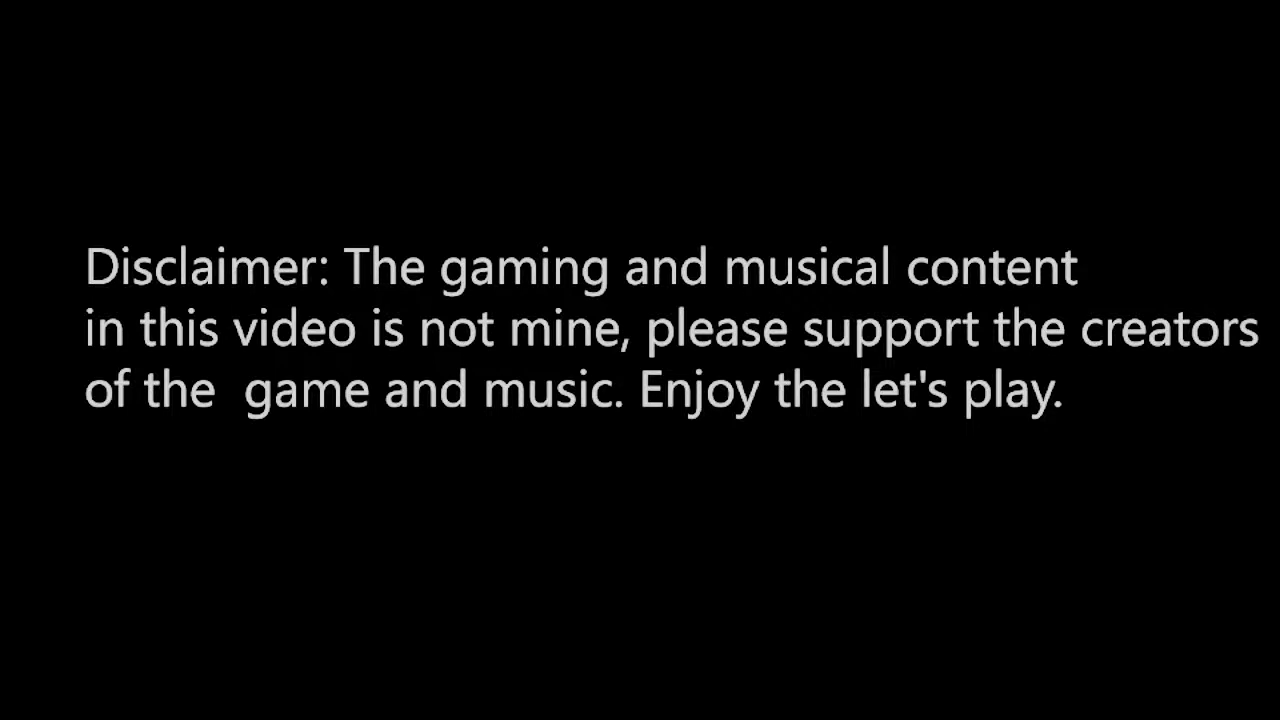 Disclaimer: The gaming and musical content
in this video is not mine, please support the creators
of the  game and music. Enjoy the let's play.